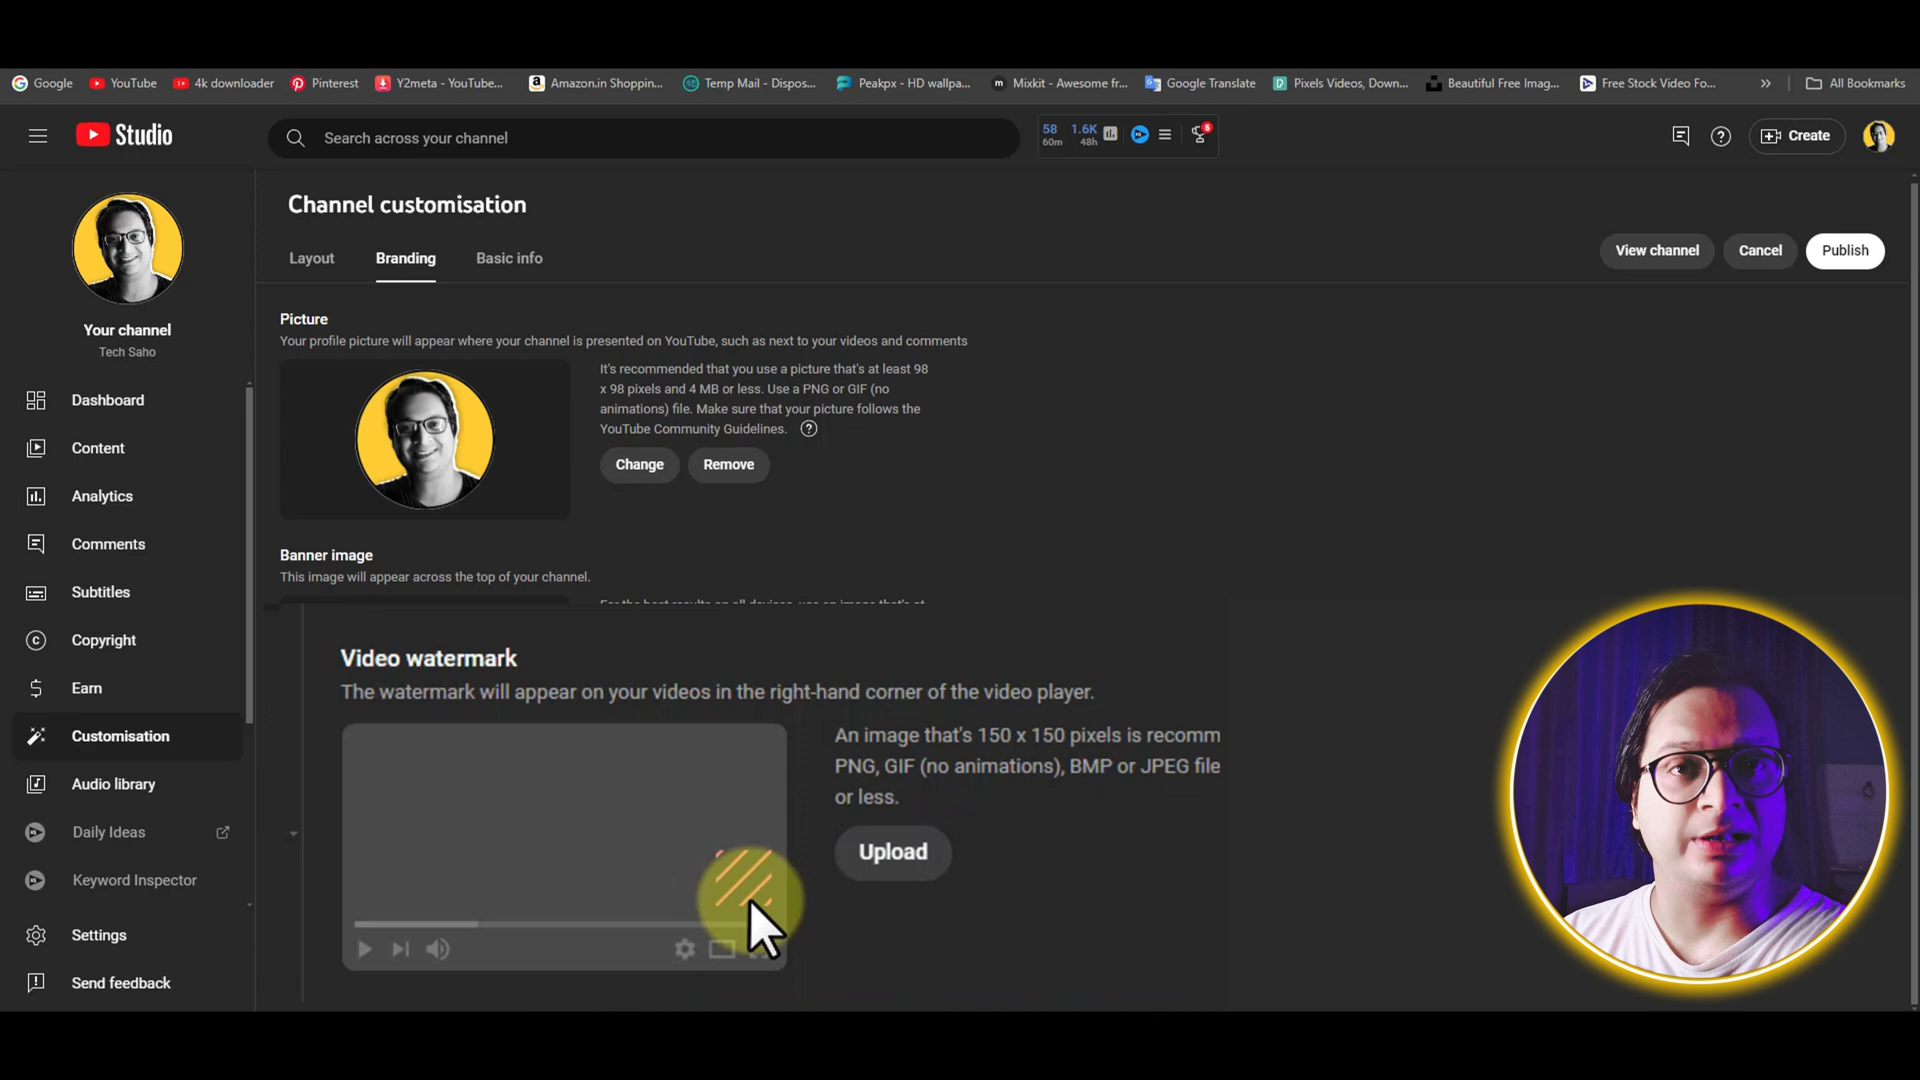 Google
YouTube
4k downloader
Pinterest
Y2meta - YouTube...
Amazon.in Shoppin...
Temp Mail - Dispos...
Peakpx - HD wallpa...
Mixkit - Awesome fr...
Google Translate
Pixels Videos, Down...
Beautiful Free Imag...
Free Stock Video Fo...
All Bookmarks
Studio
Search across your channel
58
60m
1.6K
48h
Create
Channel customisation
Layout
Branding
Basic info
View channel
Cancel
Publish
Your channel
Tech Saho
Dashboard
Content
Analytics
Comments
Subtitles
Copyright
Earn
Customisation
Audio library
Daily Ideas
Keyword Inspector
Settings
Send feedback
Picture
Your profile picture will appear where your channel is presented on YouTube, such as next to your videos and comments
It's recommended that you use a picture that's at least 98
x 98 pixels and 4 MB or less. Use a PNG or GIF (no
animations) file. Make sure that your picture follows the
YouTube Community Guidelines.
Change
Remove
Banner image
This image will appear across the top of your channel.
Video watermark
The watermark will appear on your videos in the right-hand corner of the video player.
An image that's 150 x 150 pixels is recomm
PNG, GIF (no animations), BMP or JPEG file
or less.
Upload